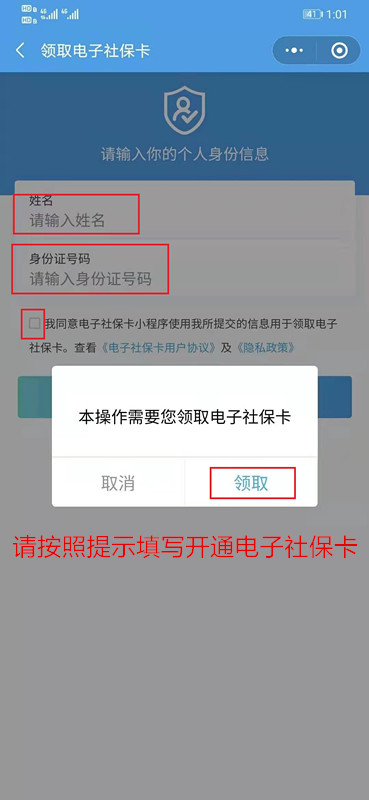 HD 4G 4G 41 1:01
HD
领取电子社保卡
请输入你的个人身份信息
姓名
请输入姓名
身份证号码
请输入身份证号码
我同意电子社保卡小程序使用我所提交的信息用于领取电子
社保卡。查看《电子社保卡用户协议》及《隐私政策》
本操作需要您领取电子社保卡
取消 领取
请按照提示填写开通电子社保卡